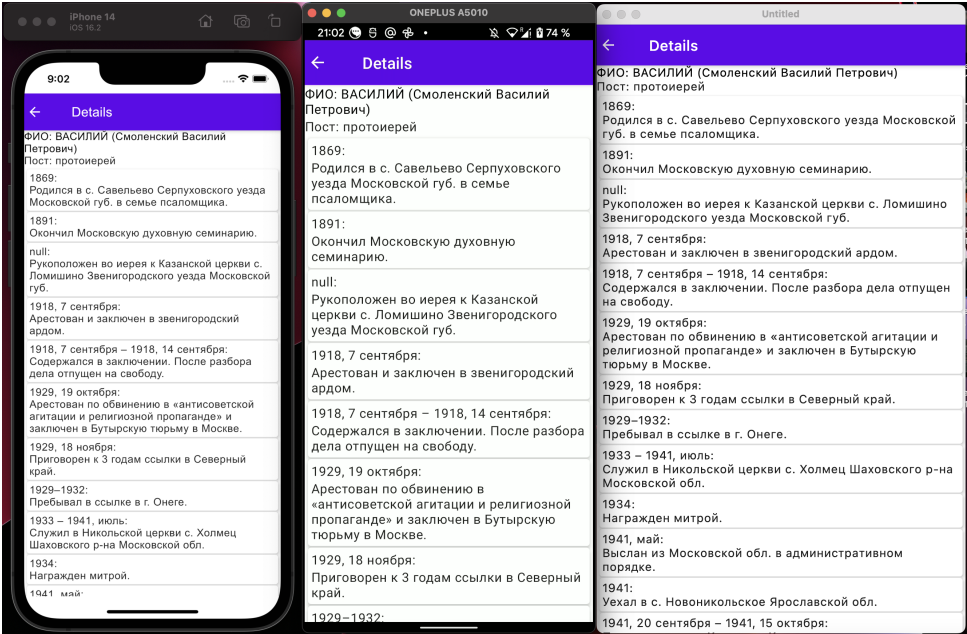 iPhone 14
iOS 16.2
9:02
Details
ФИО: ВАСИЛИЙ (Смоленский Василий
Петрович)
Пост: протоиерей
1869:
Родился в с. Савельево Серпуховского уезда
Московской губ. в семье псаломщика.
1891:
Окончил Московскую духовную семинарию.
null:
Рукоположен во иерея к Казанской церкви с.
Ломишино Звенигородского уезда Московской
губ.
1918, 7 сентября:
Арестован и заключен в звенигородский
ардом.
1918, 7 сентября – 1918, 14 сентября:
Содержался в заключении. После разбора
дела отпущен на свободу.
1929, 19 октября:
Арестован по обвинению в «антисоветской
агитации и религиозной пропаганде» и
заключен в Бутырскую тюрьму в Москве.
1929, 18 ноября:
Приговорен к 3 годам ссылки в Северный
край.
1929–1932:
Пребывал в ссылке в г. Онеге.
1933 – 1941, июль:
Служил в Никольской церкви с. Холмец
Шаховского р-на Московской обл.
1934:
Награжден митрой.
1941, май:
ONEPLUS A5010
21:02
74 %
Details
ФИО: ВАСИЛИЙ (Смоленский Василий
Петрович)
Пост: протоиерей
1869:
Родился в с. Савельево Серпуховского
уезда Московской губ. в семье
псаломщика.
1891:
Окончил Московскую духовную
семинарию.
null:
Рукоположен во иерея к Казанской
церкви с. Ломишино Звенигородского
уезда Московской губ.
1918, 7 сентября:
Арестован и заключен в звенигородский
ардом.
1918, 7 сентября – 1918, 14 сентября:
Содержался в заключении. После разбора
дела отпущен на свободу.
1929, 19 октября:
Арестован по обвинению в
«антисоветской агитации и религиозной
пропаганде» и заключен в Бутырскую
тюрьму в Москве.
1929, 18 ноября:
Приговорен к 3 годам ссылки в Северный
край.
1929–1932:
Untitled
Details
ФИО: ВАСИЛИЙ (Смоленский Василий Петрович)
Пост: протоиерей
1869:
Родился в с. Савельево Серпуховского уезда Московской
губ. в семье псаломщика.
1891:
Окончил Московскую духовную семинарию.
null:
Рукоположен во иерея к Казанской церкви с. Ломишино
Звенигородского уезда Московской губ.
1918, 7 сентября:
Арестован и заключен в звенигородский ардом.
1918, 7 сентября – 1918, 14 сентября:
Содержался в заключении. После разбора дела отпущен
на свободу.
1929, 19 октября:
Арестован по обвинению в «антисоветской агитации и
религиозной пропаганде» и заключен в Бутырскую
тюрьму в Москве.
1929, 18 ноября:
Приговорен к 3 годам ссылки в Северный край.
1929–1932:
Пребывал в ссылке в г. Онеге.
1933 – 1941, июль:
Служил в Никольской церкви с. Холмец Шаховского р-на
Московской обл.
1934:
Награжден митрой.
1941, май:
Выслан из Московской обл. в административном
порядке.
1941:
Уехал в с. Новоникольское Ярославской обл.
1941, 20 сентября – 1941, 15 октября: